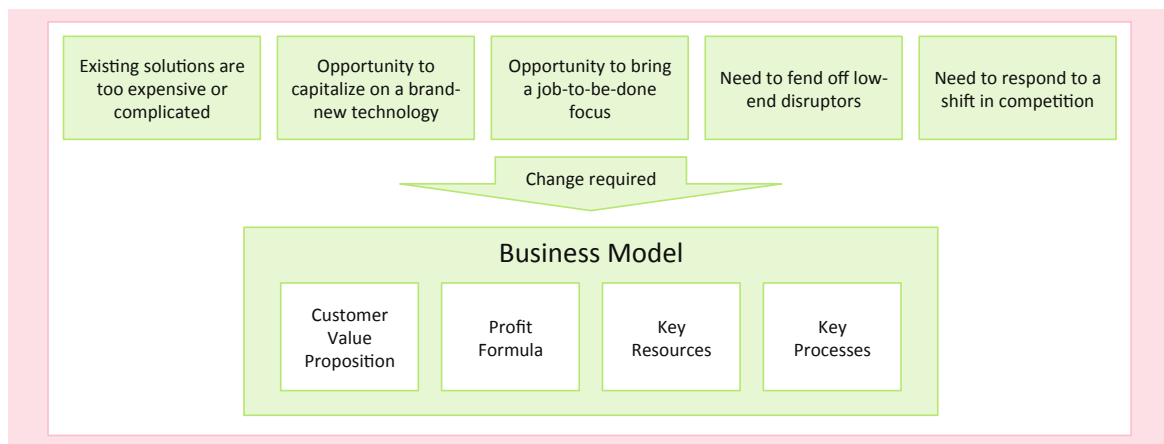 Existing solutions are
too expensive or
complicated
Opportunity to
capitalize on a brand-
new technology
Opportunity to bring
a job-to-be-done
focus
Need to fend off low-
end disruptors
Need to respond to a
shift in competition
Change required
Business Model
Customer
Value
Proposition
Profit
Formula
Key
Resources
Key
Processes